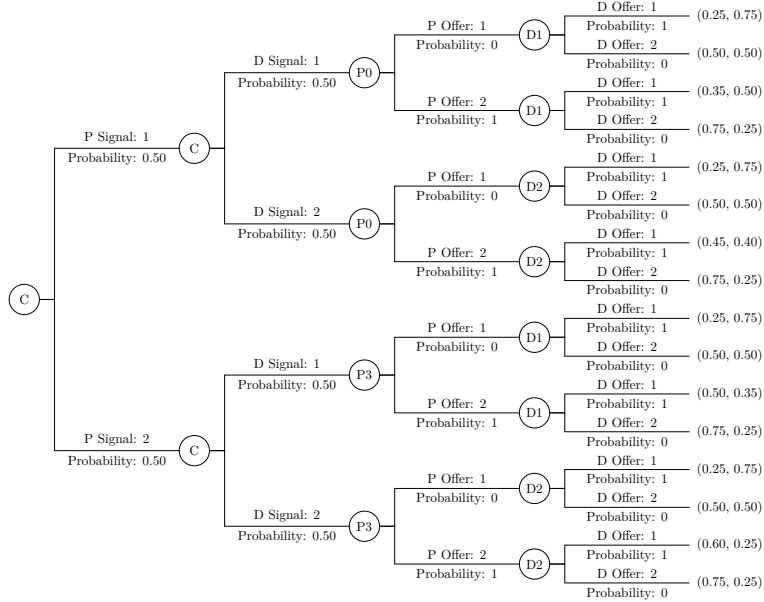 D Offer: 1
(0.25, 0.75)
P Offer: 1
Probability: 1
D1
Probability: 0
D Offer: 2
(0.50, 0.50)
D Signal: 1
Probability: 0
P0
Probability: 0.50
D Offer: 1
(0.35, 0.50)
P Offer: 2
Probability: 1
D1
Probability: 1
D Offer: 2
(0.75, 0.25)
P Signal: 1
Probability: 0
C
Probability: 0.50
D Offer: 1
(0.25, 0.75)
P Offer: 1
Probability: 1
D2
Probability: 0
D Offer: 2
(0.50, 0.50)
D Signal: 2
Probability: 0
P0
Probability: 0.50
D Offer: 1
(0.45, 0.40)
P Offer: 2
Probability: 1
D2
Probability: 1
D Offer: 2
(0.75, 0.25)
Probability: 0
C
D Offer: 1
(0.25, 0.75)
P Offer: 1
Probability: 1
D1
Probability: 0
D Offer: 2
(0.50, 0.50)
D Signal: 1
Probability: 0
P3
Probability: 0.50
D Offer: 1
(0.50, 0.35)
P Offer: 2
Probability: 1
D1
Probability: 1
D Offer: 2
(0.75, 0.25)
P Signal: 2
Probability: 0
C
Probability: 0.50
D Offer: 1
(0.25, 0.75)
P Offer: 1
Probability: 1
D2
Probability: 0
D Offer: 2
(0.50, 0.50)
D Signal: 2
Probability: 0
P3
Probability: 0.50
D Offer: 1
(0.60, 0.25)
P Offer: 2
Probability: 1
D2
Probability: 1
D Offer: 2
(0.75, 0.25)
Probability: 0